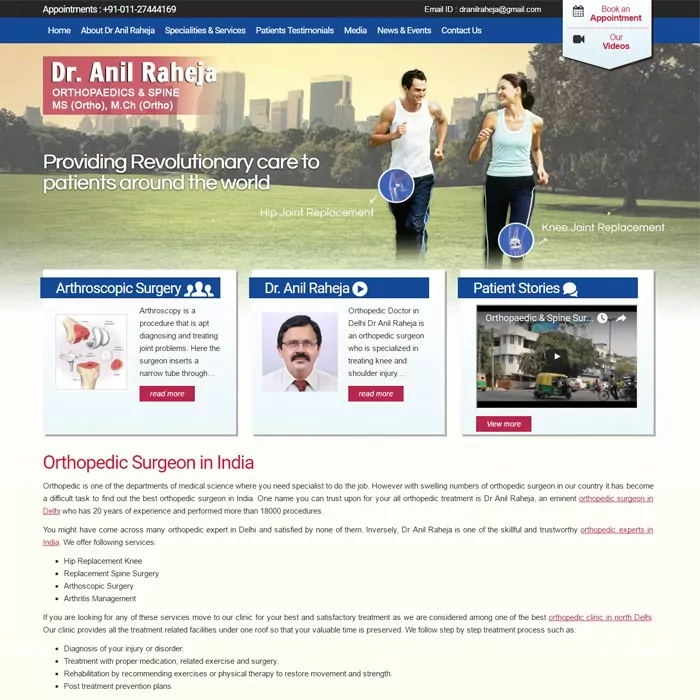 Appointments : +91-011-27444169
Email ID : dranilraheja@gmail.com
Book an
Appointment
Our
Videos
Home About Dr Anil Raheja Specialities & Services Patients Testimonials Media News & Events Contact Us
Dr. Anil Raheja
ORTHOPAEDICS & SPINE
MS (Ortho), M.Ch (Ortho)
Providing Revolutionary care to
patients around the world
Hip Joint Replacement
Knee Joint Replacement
Arthroscopic Surgery
Arthroscopy is a
procedure that is apt
diagnosing and treating
joint problems. Here the
surgeon inserts a
narrow tube through...
read more
Dr. Anil Raheja
Orthopedic Doctor in
Delhi Dr Anil Raheja is
an orthopedic surgeon
who is specialized in
treating knee and
shoulder injury....
read more
Patient Stories
Orthopaedic & Spine Sur...
View more
Orthopedic Surgeon in India
Orthopedic is one of the departments of medical science where you need specialist to do the job. However with swelling numbers of orthopedic surgeon in our country it has become
a difficult task to find out the best orthopedic surgeon in India. One name you can trust upon for your all orthopedic treatment is Dr Anil Raheja, an eminent orthopedic surgeon in
Delhi who has 20 years of experience and performed more than 18000 procedures.
You might have come across many orthopedic expert in Delhi and satisfied by none of them. Inversely, Dr Anil Raheja is one of the skillful and trustworthy orthopedic experts in
India. We offer following services:
• Hip Replacement Knee
• Replacement Spine Surgery
• Arthoscopic Surgery
• Arthritis Management
If you are looking for any of these services move to our clinic for your best and satisfactory treatment as we are considered among one of the best orthopedic clinic in north Delhi.
Our clinic provides all the treatment related facilities under one roof so that your valuable time is preserved. We follow step by step treatment process such as:
• Diagnosis of your injury or disorder.
• Treatment with proper medication, related exercise and surgery.
• Rehabilitation by recommending exercises or physical therapy to restore movement and strength.
• Post treatment prevention plans.